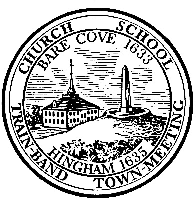 CHURCH SCHOOL
BARE COVE 1633
HINGHAM 1635
TRAIN-BAND TOWN-MEETING